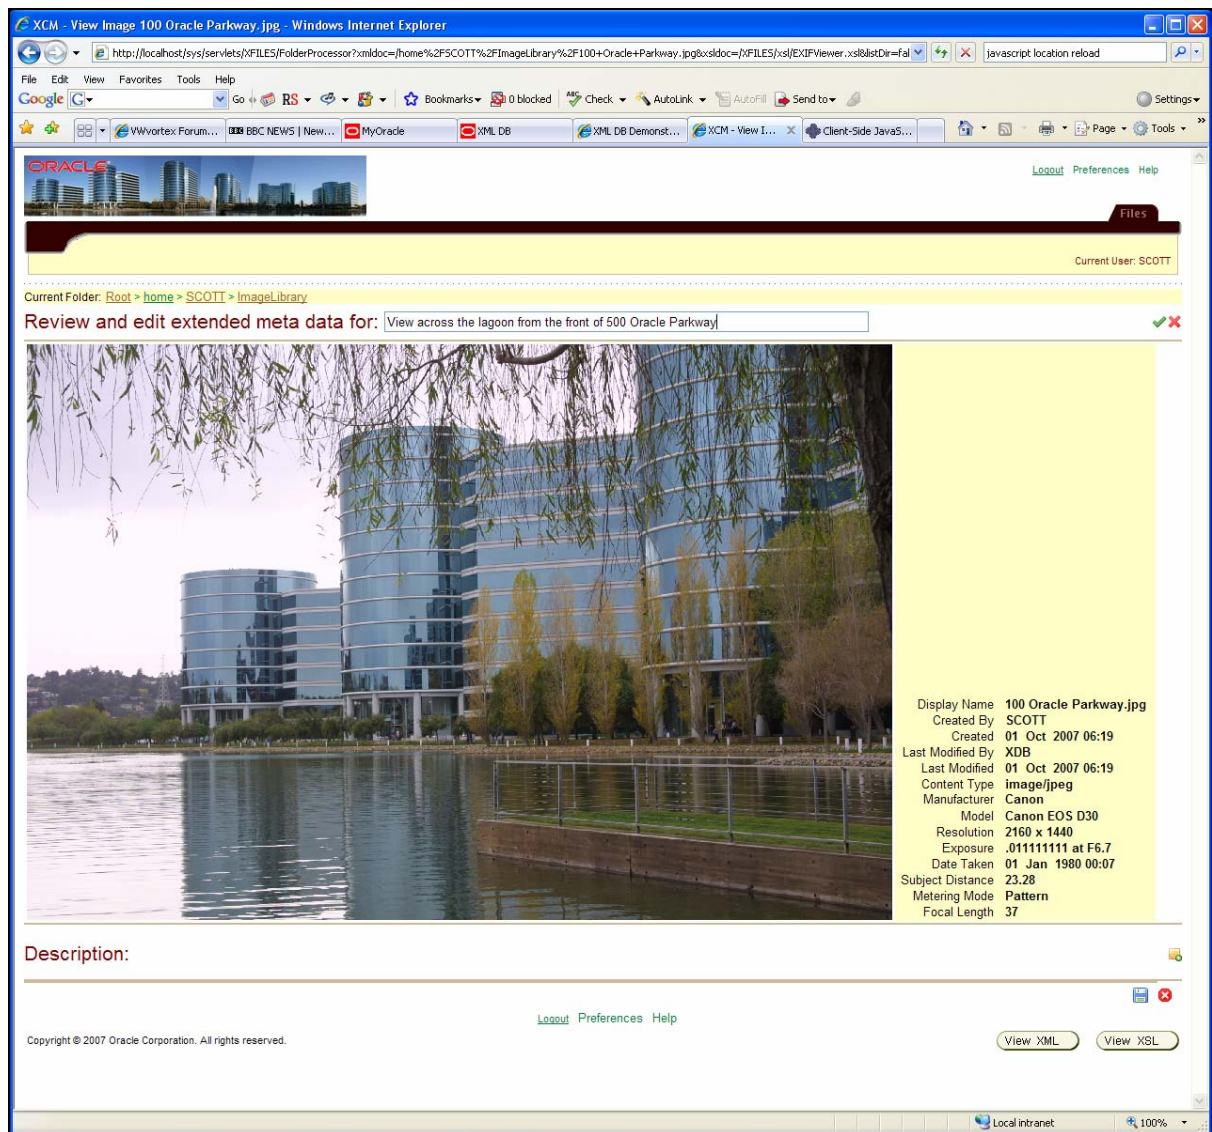 XCM - View Image 100 Oracle Parkway.jpg - Windows Internet Explorer
http://localhost/sys/servlets/XFILES/FolderProcessor?xmldoc=/home%2FSCOTT%2FImageLibrary%2F100+Oracle+Parkway.jpg&xsldoc=/XFILES/xsl/EXIFViewer.xsl&listDir=fal javascript location reload
File Edit View Favorites Tools Help
Google G Go RS Bookmarks 0 blocked Check AutoLink AutoFill Send to Settings
WWvortex Forum... BBC NEWS | New... MyOracle XML DB XML DB Demonst... XCM - View I... Client-Side JavaS... Page Tools
ORACLE
Logout Preferences Help
Files
Current User: SCOTT
Current Folder: Root > home > SCOTT > ImageLibrary
Review and edit extended meta data for: View across the lagoon from the front of 500 Oracle Parkway
Display Name 100 Oracle Parkway.jpg
Created By SCOTT
Created 01 Oct 2007 06:19
Last Modified By XDB
Last Modified 01 Oct 2007 06:19
Content Type image/jpeg
Manufacturer Canon
Model Canon EOS D30
Resolution 2160 x 1440
Exposure .011111111 at F6.7
Date Taken 01 Jan 1980 00:07
Subject Distance 23.28
Metering Mode Pattern
Focal Length 37
Description:
Logout Preferences Help
Copyright © 2007 Oracle Corporation. All rights reserved.
View XML View XSL
Local intranet 100%